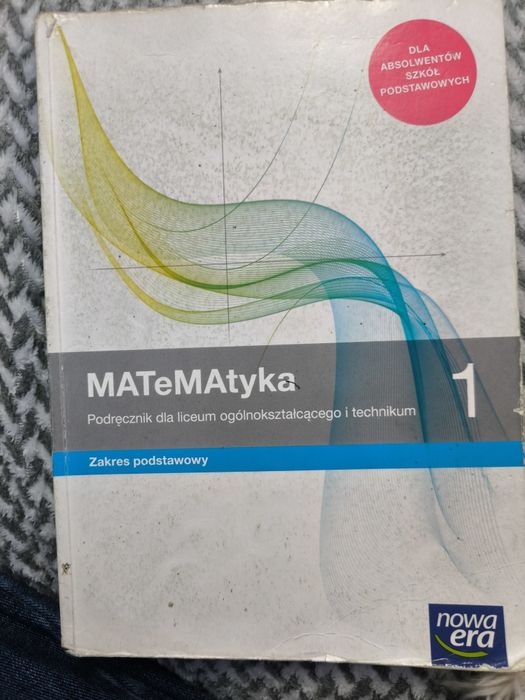 DLA
ABSOLWENTÓW
SZKÓŁ
PODSTAWOWYCH
MATeMAtyka
1
Podręcznik dla liceum ogólnokształcącego i technikum
Zakres podstawowy
nowa
era